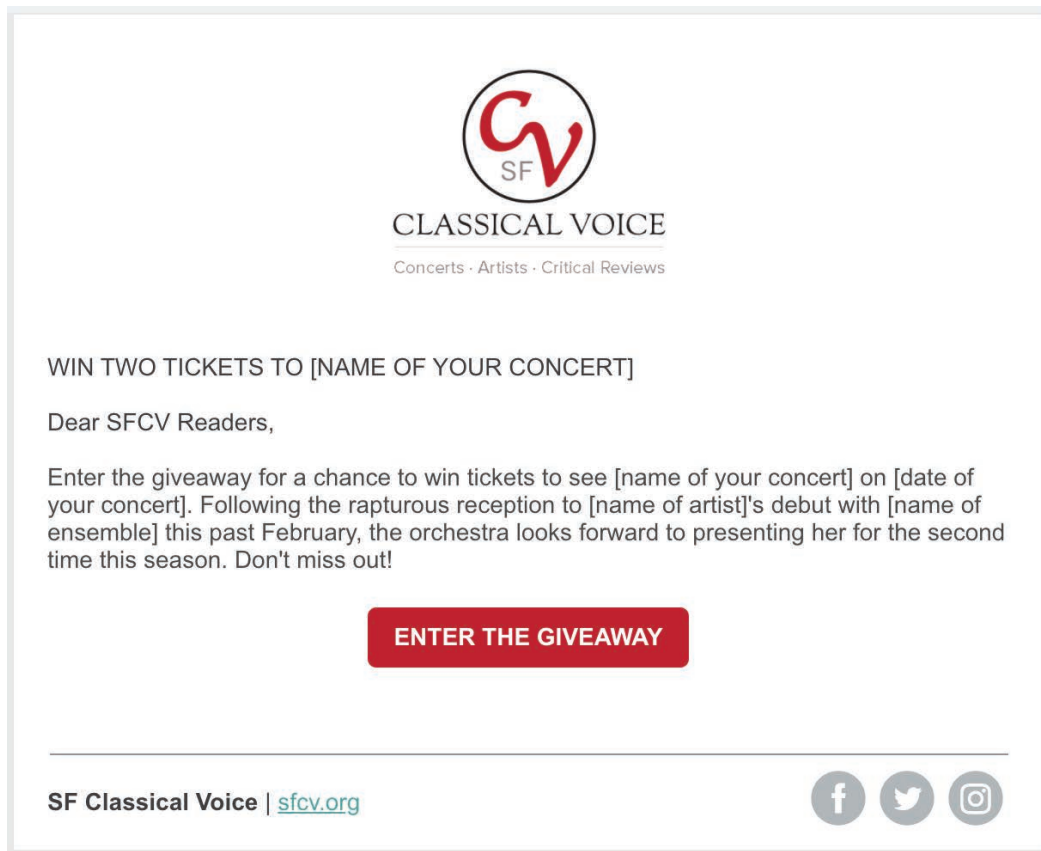 CV
SF
CLASSICAL VOICE
Concerts · Artists · Critical Reviews
WIN TWO TICKETS TO [NAME OF YOUR CONCERT]
Dear SFCV Readers,
Enter the giveaway for a chance to win tickets to see [name of your concert] on [date of
your concert]. Following the rapturous reception to [name of artist]'s debut with [name of
ensemble] this past February, the orchestra looks forward to presenting her for the second
time this season. Don't miss out!
ENTER THE GIVEAWAY
SF Classical Voice | sfcv.org